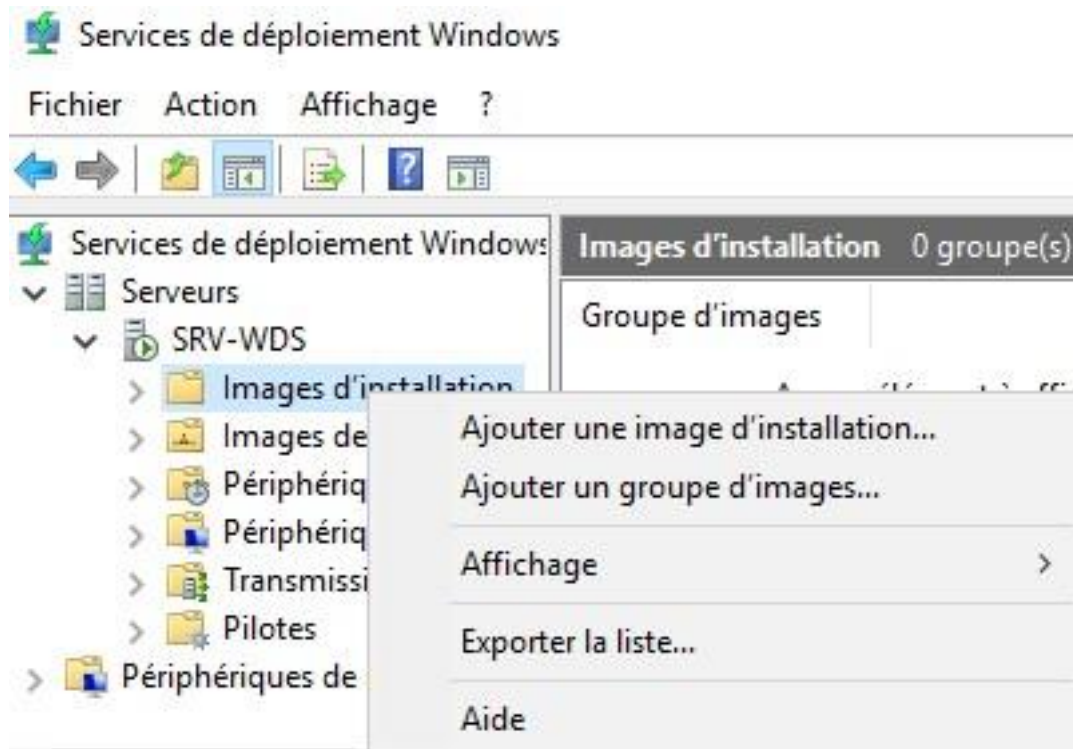 Services de déploiement Windows
Fichier Action Affichage ?
Services de déploiement Windows
Images d'installation 0 groupe(s)
Serveurs
Groupe d'images
SRV-WDS
Images d'installation
Ajouter une image d'installation...
Images de
Ajouter un groupe d'images...
Périphériq
Périphériq
Affichage
Transmissi
Pilotes
Exporter la liste...
Périphériques de
Aide